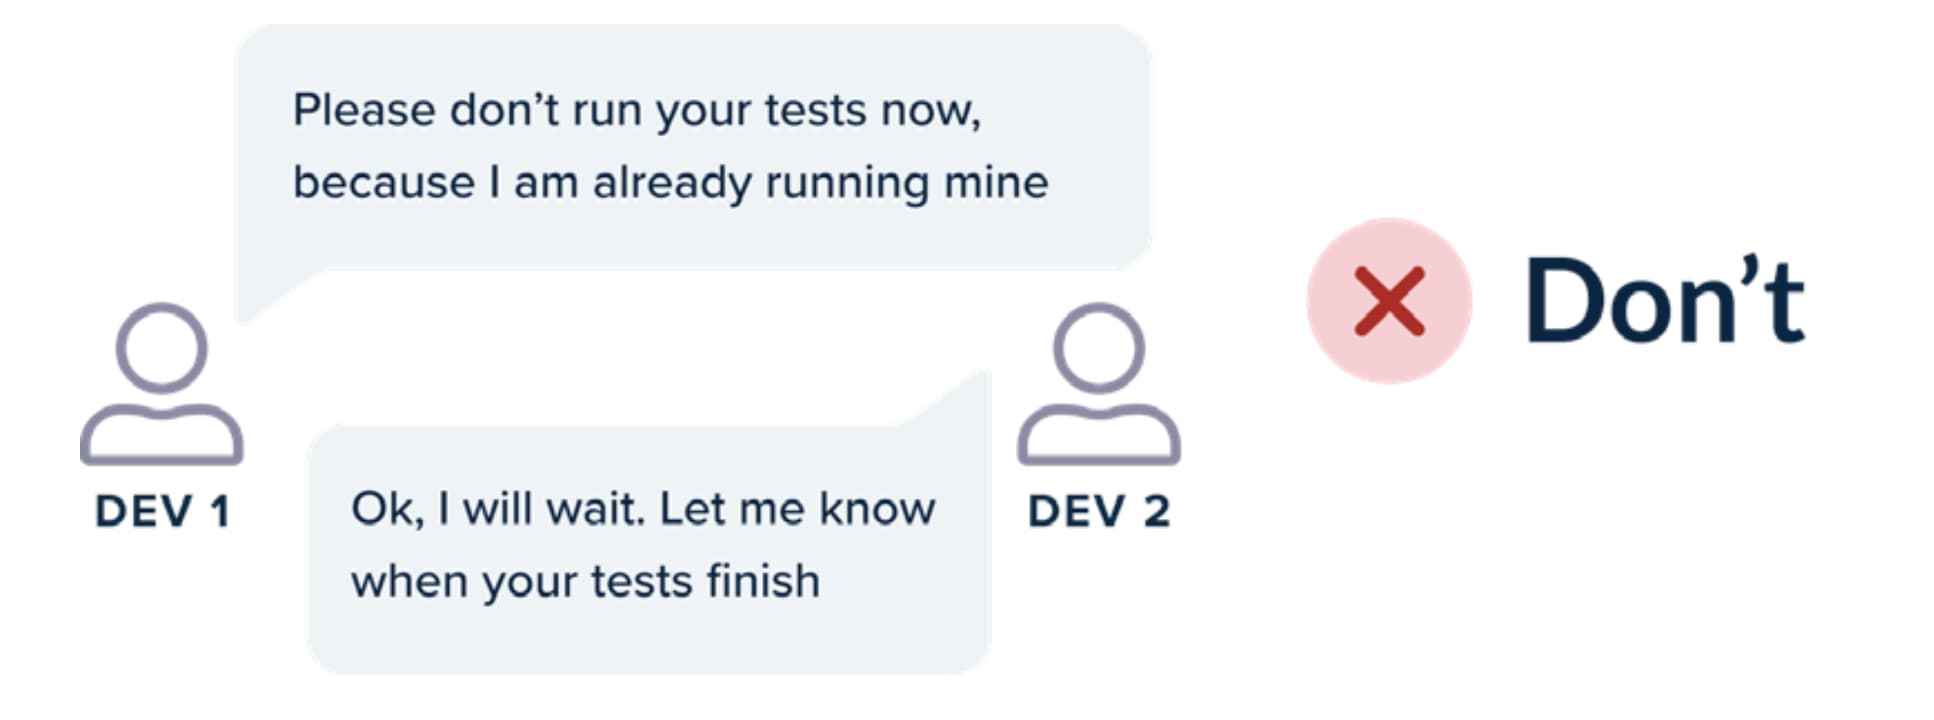 Please don’t run your tests now,
because I am already running mine
Don’t
DEV 1
DEV 2
Ok, I will wait. Let me know
when your tests finish